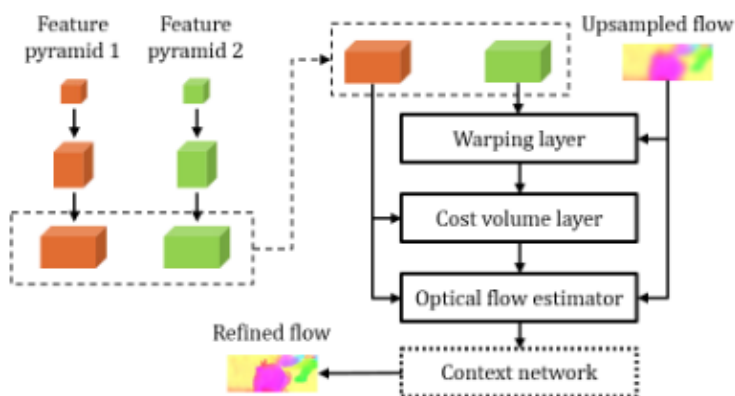 Feature
pyramid 1
Feature
pyramid 2
Upsampled flow
Warping layer
Cost volume layer
Optical flow estimator
Refined flow
Context network